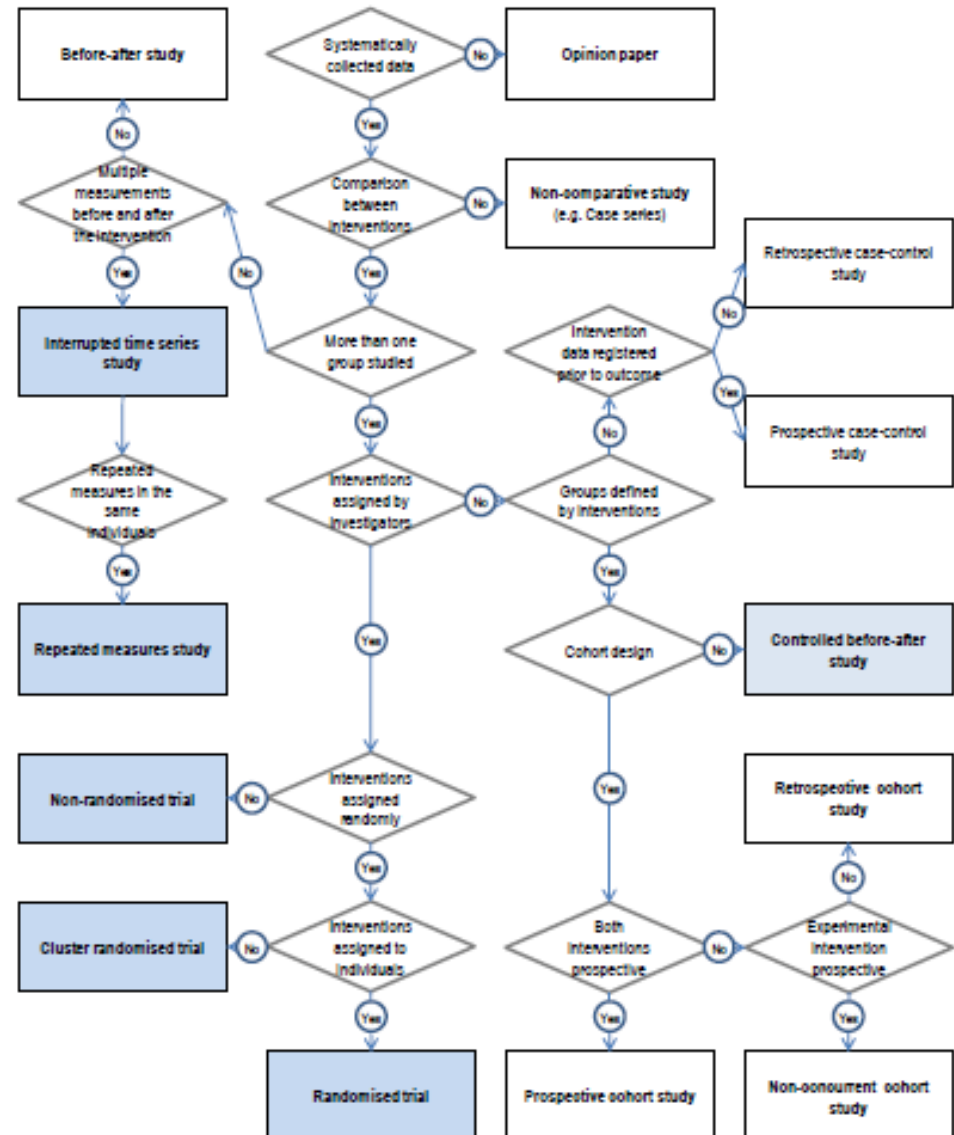 Before-after study
Systematically
collected data
No
Opinion paper
No
Yes
Multiple
measurements
before and after
the intervention
Comparison
between
interventions
No
Non-comparative study
(e.g. Case series)
Yes
No
Yes
Retrospective case-control
study
Interrupted time series
study
More than one
group studied
Intervention
data registered
prior to outcome
No
Yes
Yes
No
Prospective case-control
study
Repeated
measures in the
same
individuals
Interventions
assigned by
investigators
No
Groups defined
by interventions
Yes
Yes
Repeated measures study
Yes
Cohort design
No
Controlled before-after
study
Non-randomised trial
No
Interventions
assigned
randomly
Yes
Retrospective cohort
study
Yes
No
Cluster randomised trial
No
Interventions
assigned to
individuals
Both
interventions
prospective
No
Experimental
intervention
prospective
Yes
Yes
Yes
Randomised trial
Prospective cohort study
Non-concurrent cohort
study